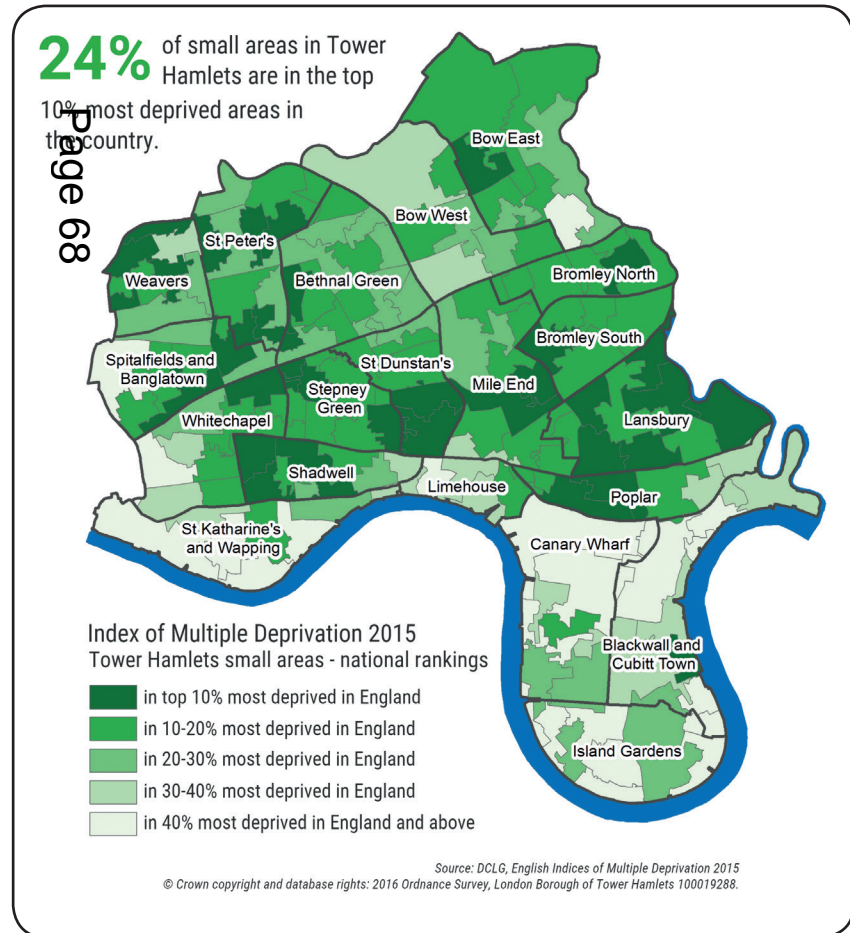 24% of small areas in Tower
Hamlets are in the top
10% most deprived areas in
the country.
Page 68
Bow East
Bow West
St Peter's
Weavers
Bethnal Green
Bromley North
Bromley South
Spitalfields and
Banglatown
St Dunstan's
Stepney
Green
Mile End
Whitechapel
Lansbury
Shadwell
Limehouse
Poplar
St Katharine's
and Wapping
Canary Wharf
Blackwall and
Cubitt Town
Island Gardens
Index of Multiple Deprivation 2015
Tower Hamlets small areas - national rankings
in top 10% most deprived in England
in 10-20% most deprived in England
in 20-30% most deprived in England
in 30-40% most deprived in England
in 40% most deprived in England and above
Source: DCLG, English Indices of Multiple Deprivation 2015
© Crown copyright and database rights: 2016 Ordnance Survey, London Borough of Tower Hamlets 100019288.